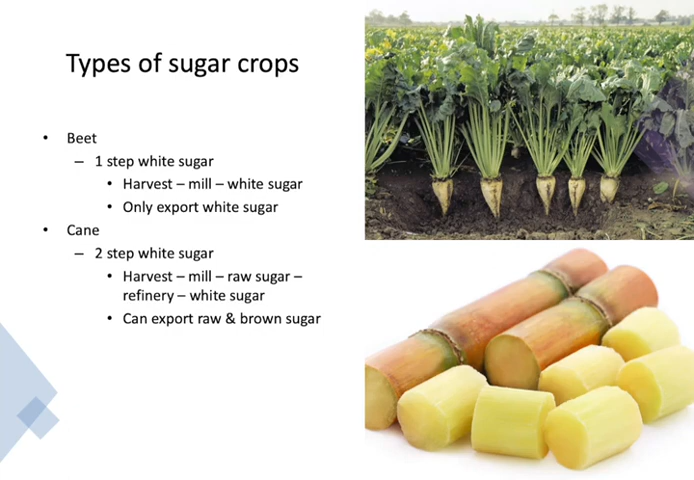 Types of sugar crops
• Beet
– 1 step white sugar
• Harvest – mill – white sugar
• Only export white sugar
• Cane
– 2 step white sugar
• Harvest – mill – raw sugar –
refinery – white sugar
• Can export raw & brown sugar